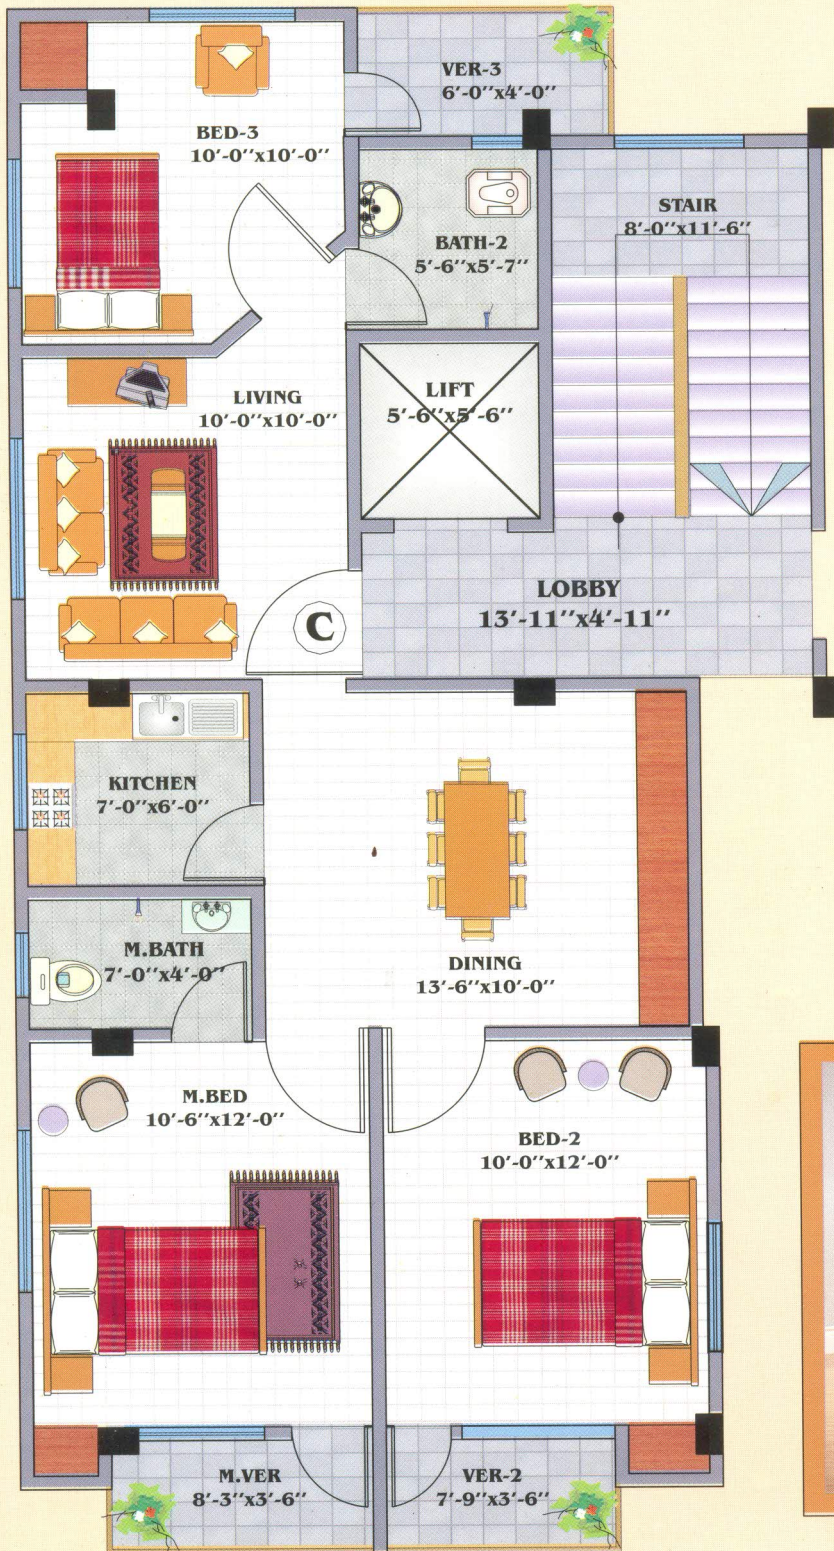 VER-3
6'-0''x4'-0''
BED-3
10'-0''x10'-0''
STAIR
8'-0''x11'-6''
BATH-2
5'-6''x5'-7''
LIVING
10'-0''x10'-0''
LIFT
5'-6''x5'-6''
LOBBY
13'-11''x4'-11''
C
KITCHEN
7'-0''x6'-0''
M.BATH
7'-0''x4'-0''
DINING
13'-6''x10'-0''
M.BED
10'-6''x12'-0''
BED-2
10'-0''x12'-0''
M.VER
8'-3''x3'-6''
VER-2
7'-9''x3'-6''